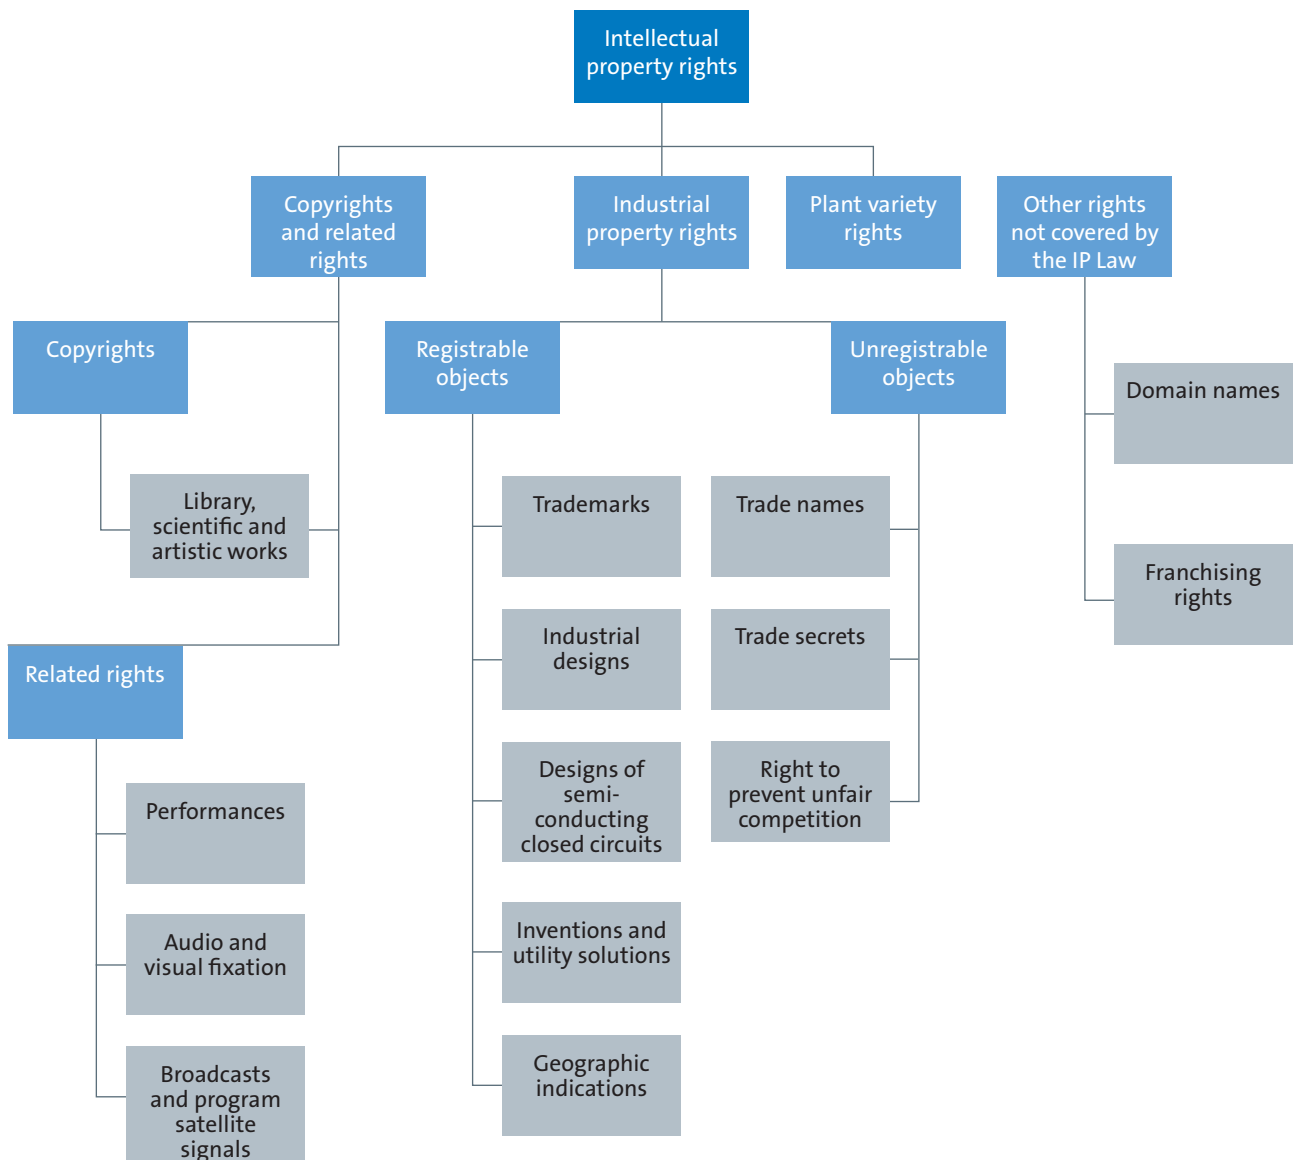 Intellectual
property rights
Copyrights
and related
rights
Industrial
property rights
Plant variety
rights
Other rights
not covered by
the IP Law
Copyrights
Registrable
objects
Unregistrable
objects
Domain names
Library,
scientific and
artistic works
Trademarks
Trade names
Franchising
rights
Related rights
Industrial
designs
Trade secrets
Performances
Designs of
semi-
conducting
closed circuits
Right to
prevent unfair
competition
Audio and
visual fixation
Inventions and
utility solutions
Broadcasts
and program
satellite
signals
Geographic
indications